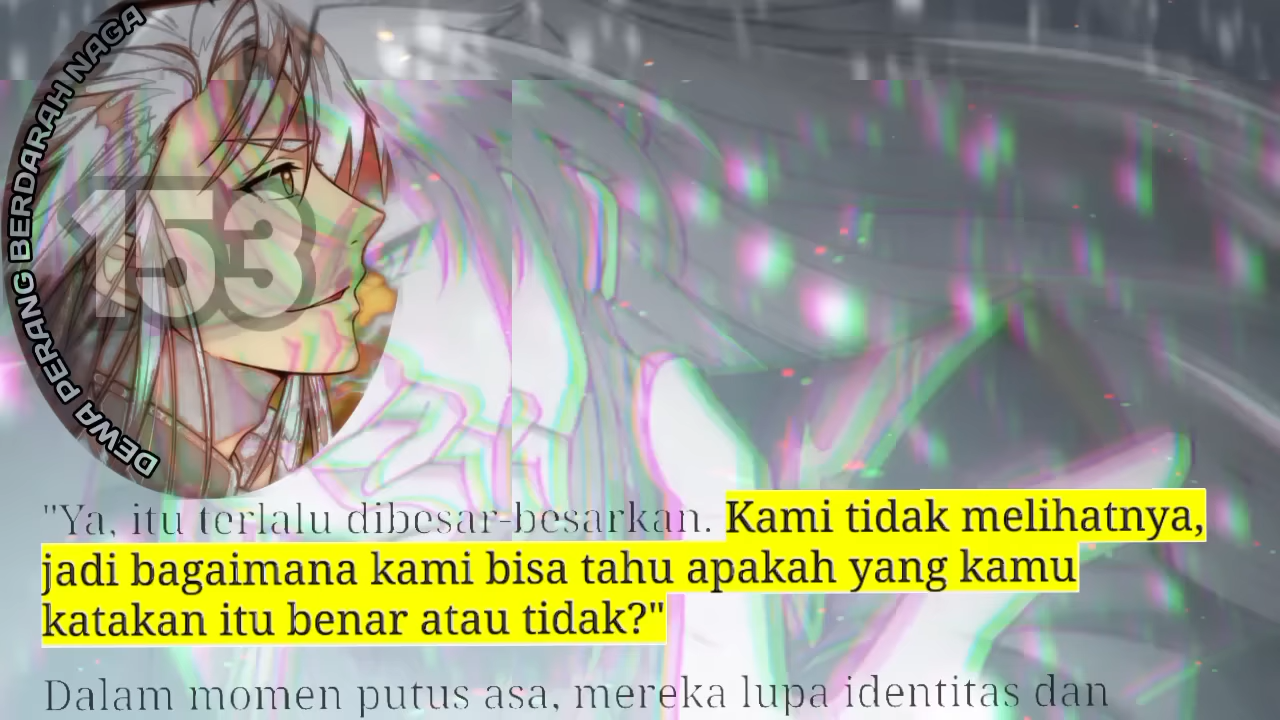 DEWA PERANG BERDARAH NAGA
153
"Ya, itu terlalu dibesar-besarkan. Kami tidak melihatnya,
jadi bagaimana kami bisa tahu apakah yang kamu
katakan itu benar atau tidak?"
Dalam momen putus asa, mereka lupa identitas dan